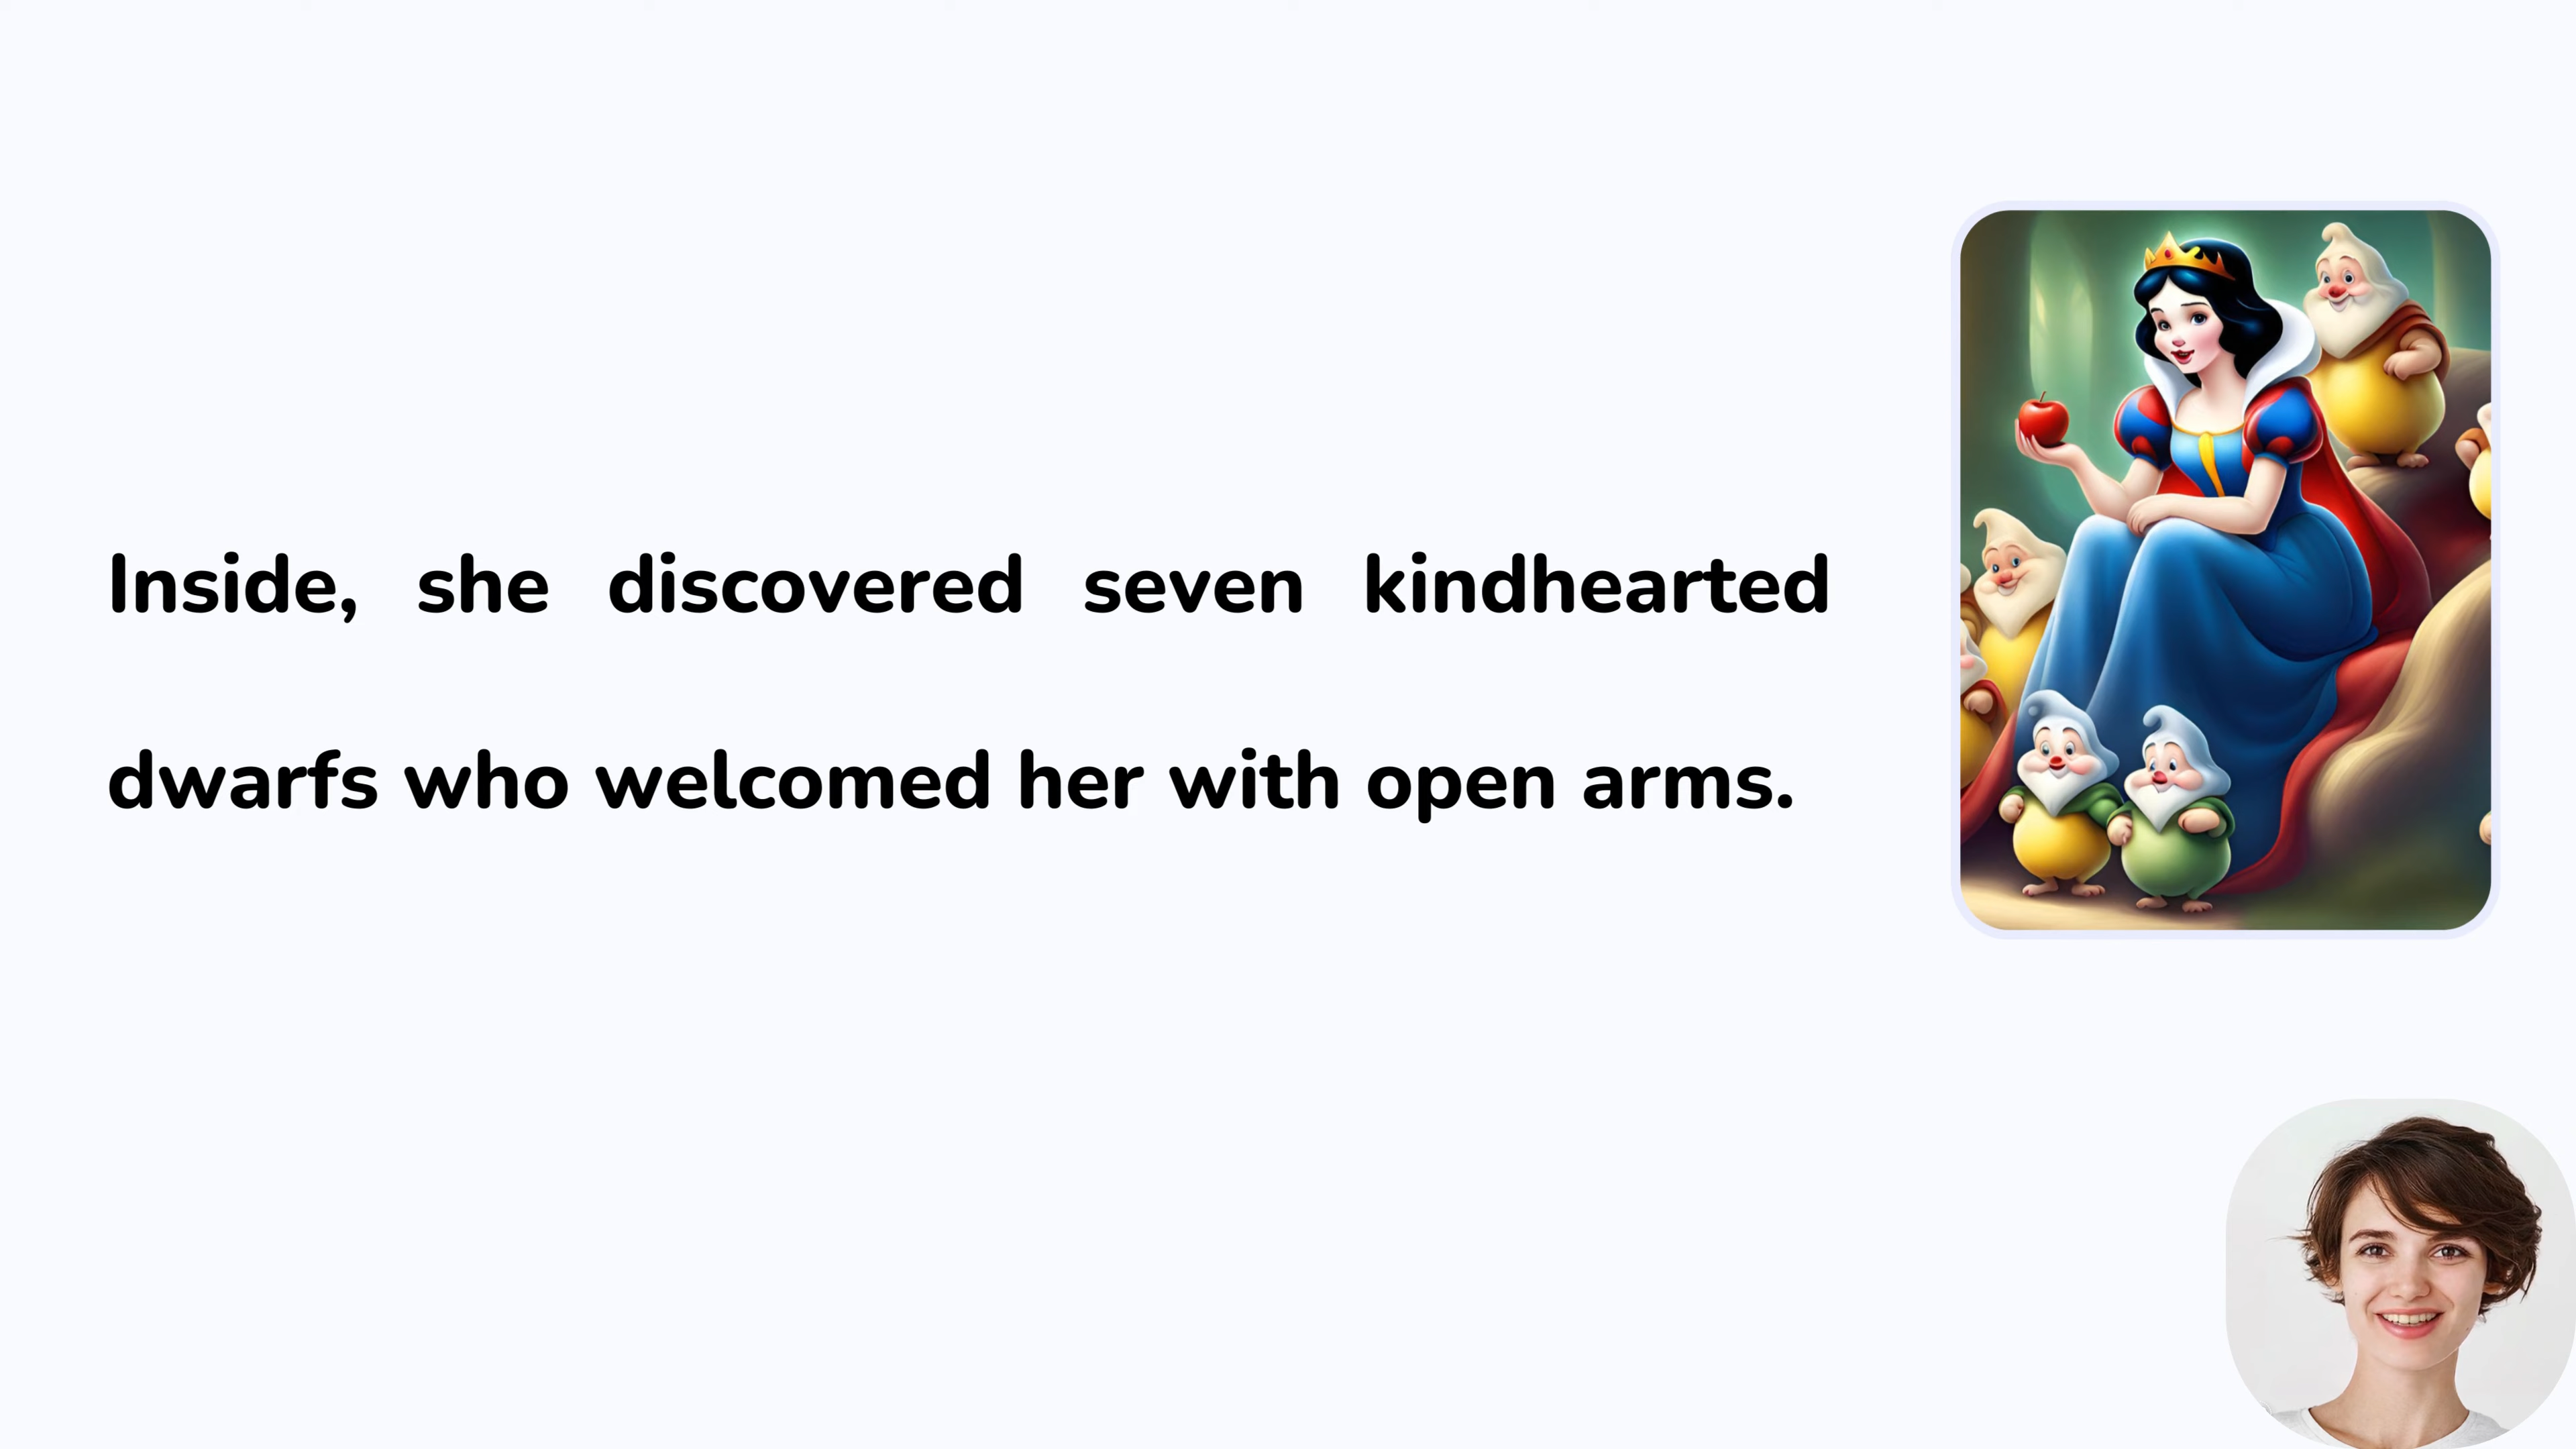 Inside, she discovered seven kindhearted
dwarfs who welcomed her with open arms.